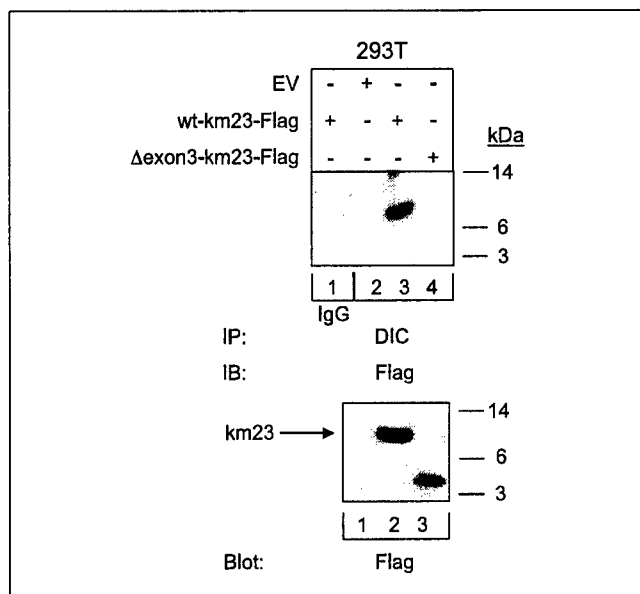 293T
EV - + - -
wt-km23-Flag + - + -
Δexon3-km23-Flag - - - +
kDa
14
6
3
1 2 3 4
IgG
IP: DIC
IB: Flag
km23
14
6
3
1 2 3
Blot: Flag